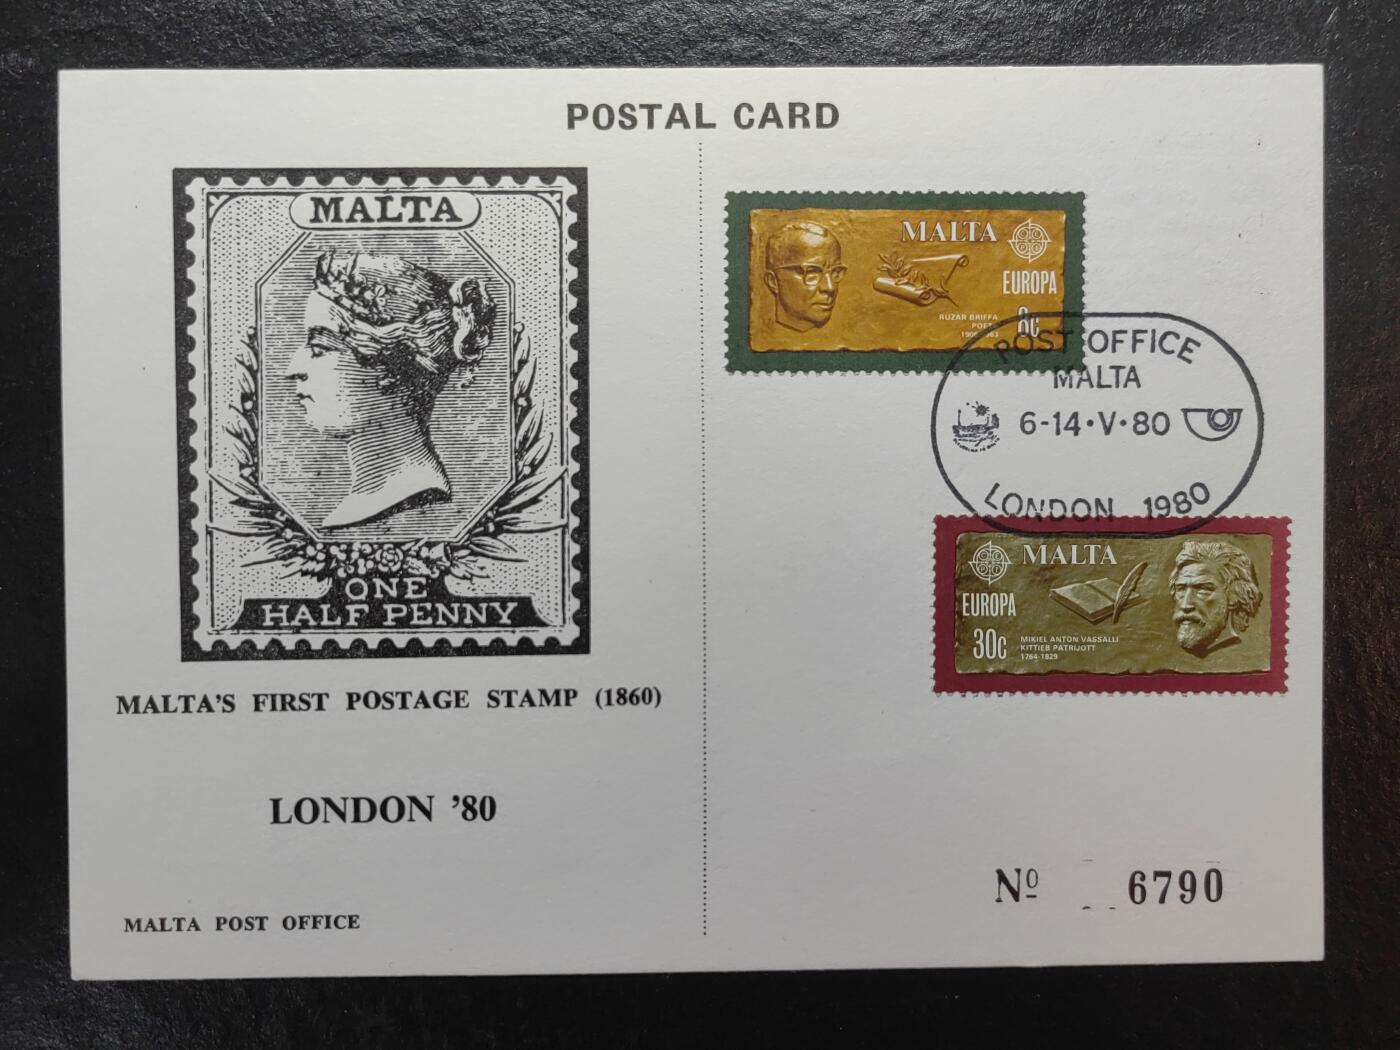 POSTAL CARD
MALTA
ONE
HALF PENNY
MALTA'S FIRST POSTAGE STAMP (1860)
LONDON '80
MALTA POST OFFICE
MALTA
EUROPA
RUZAR BRIFFA
POETA
8c
POST OFFICE
MALTA
6-14·V·80
LONDON 1980
MALTA
EUROPA
30c
MIKIEL ANTON VASSALLI
KITTIEB PATRIJOTT
1764-1829
Nº 6790